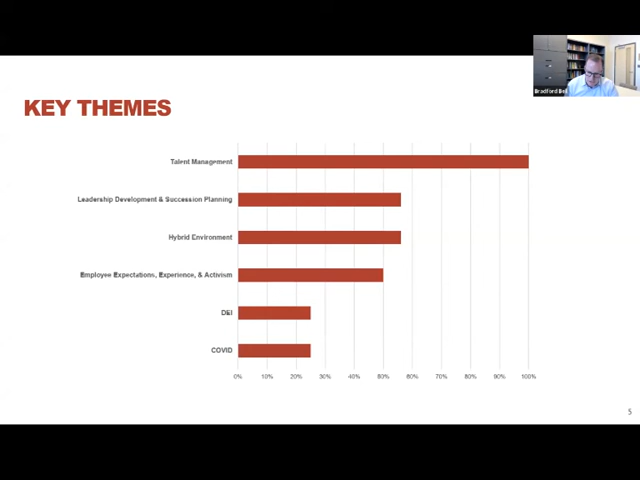 Bradford Bell
KEY THEMES
Talent Management
Leadership Development & Succession Planning
Hybrid Environment
Employee Expectations, Experience, & Activism
DEI
COVID
0% 10% 20% 30% 40% 50% 60% 70% 80% 90% 100%
5